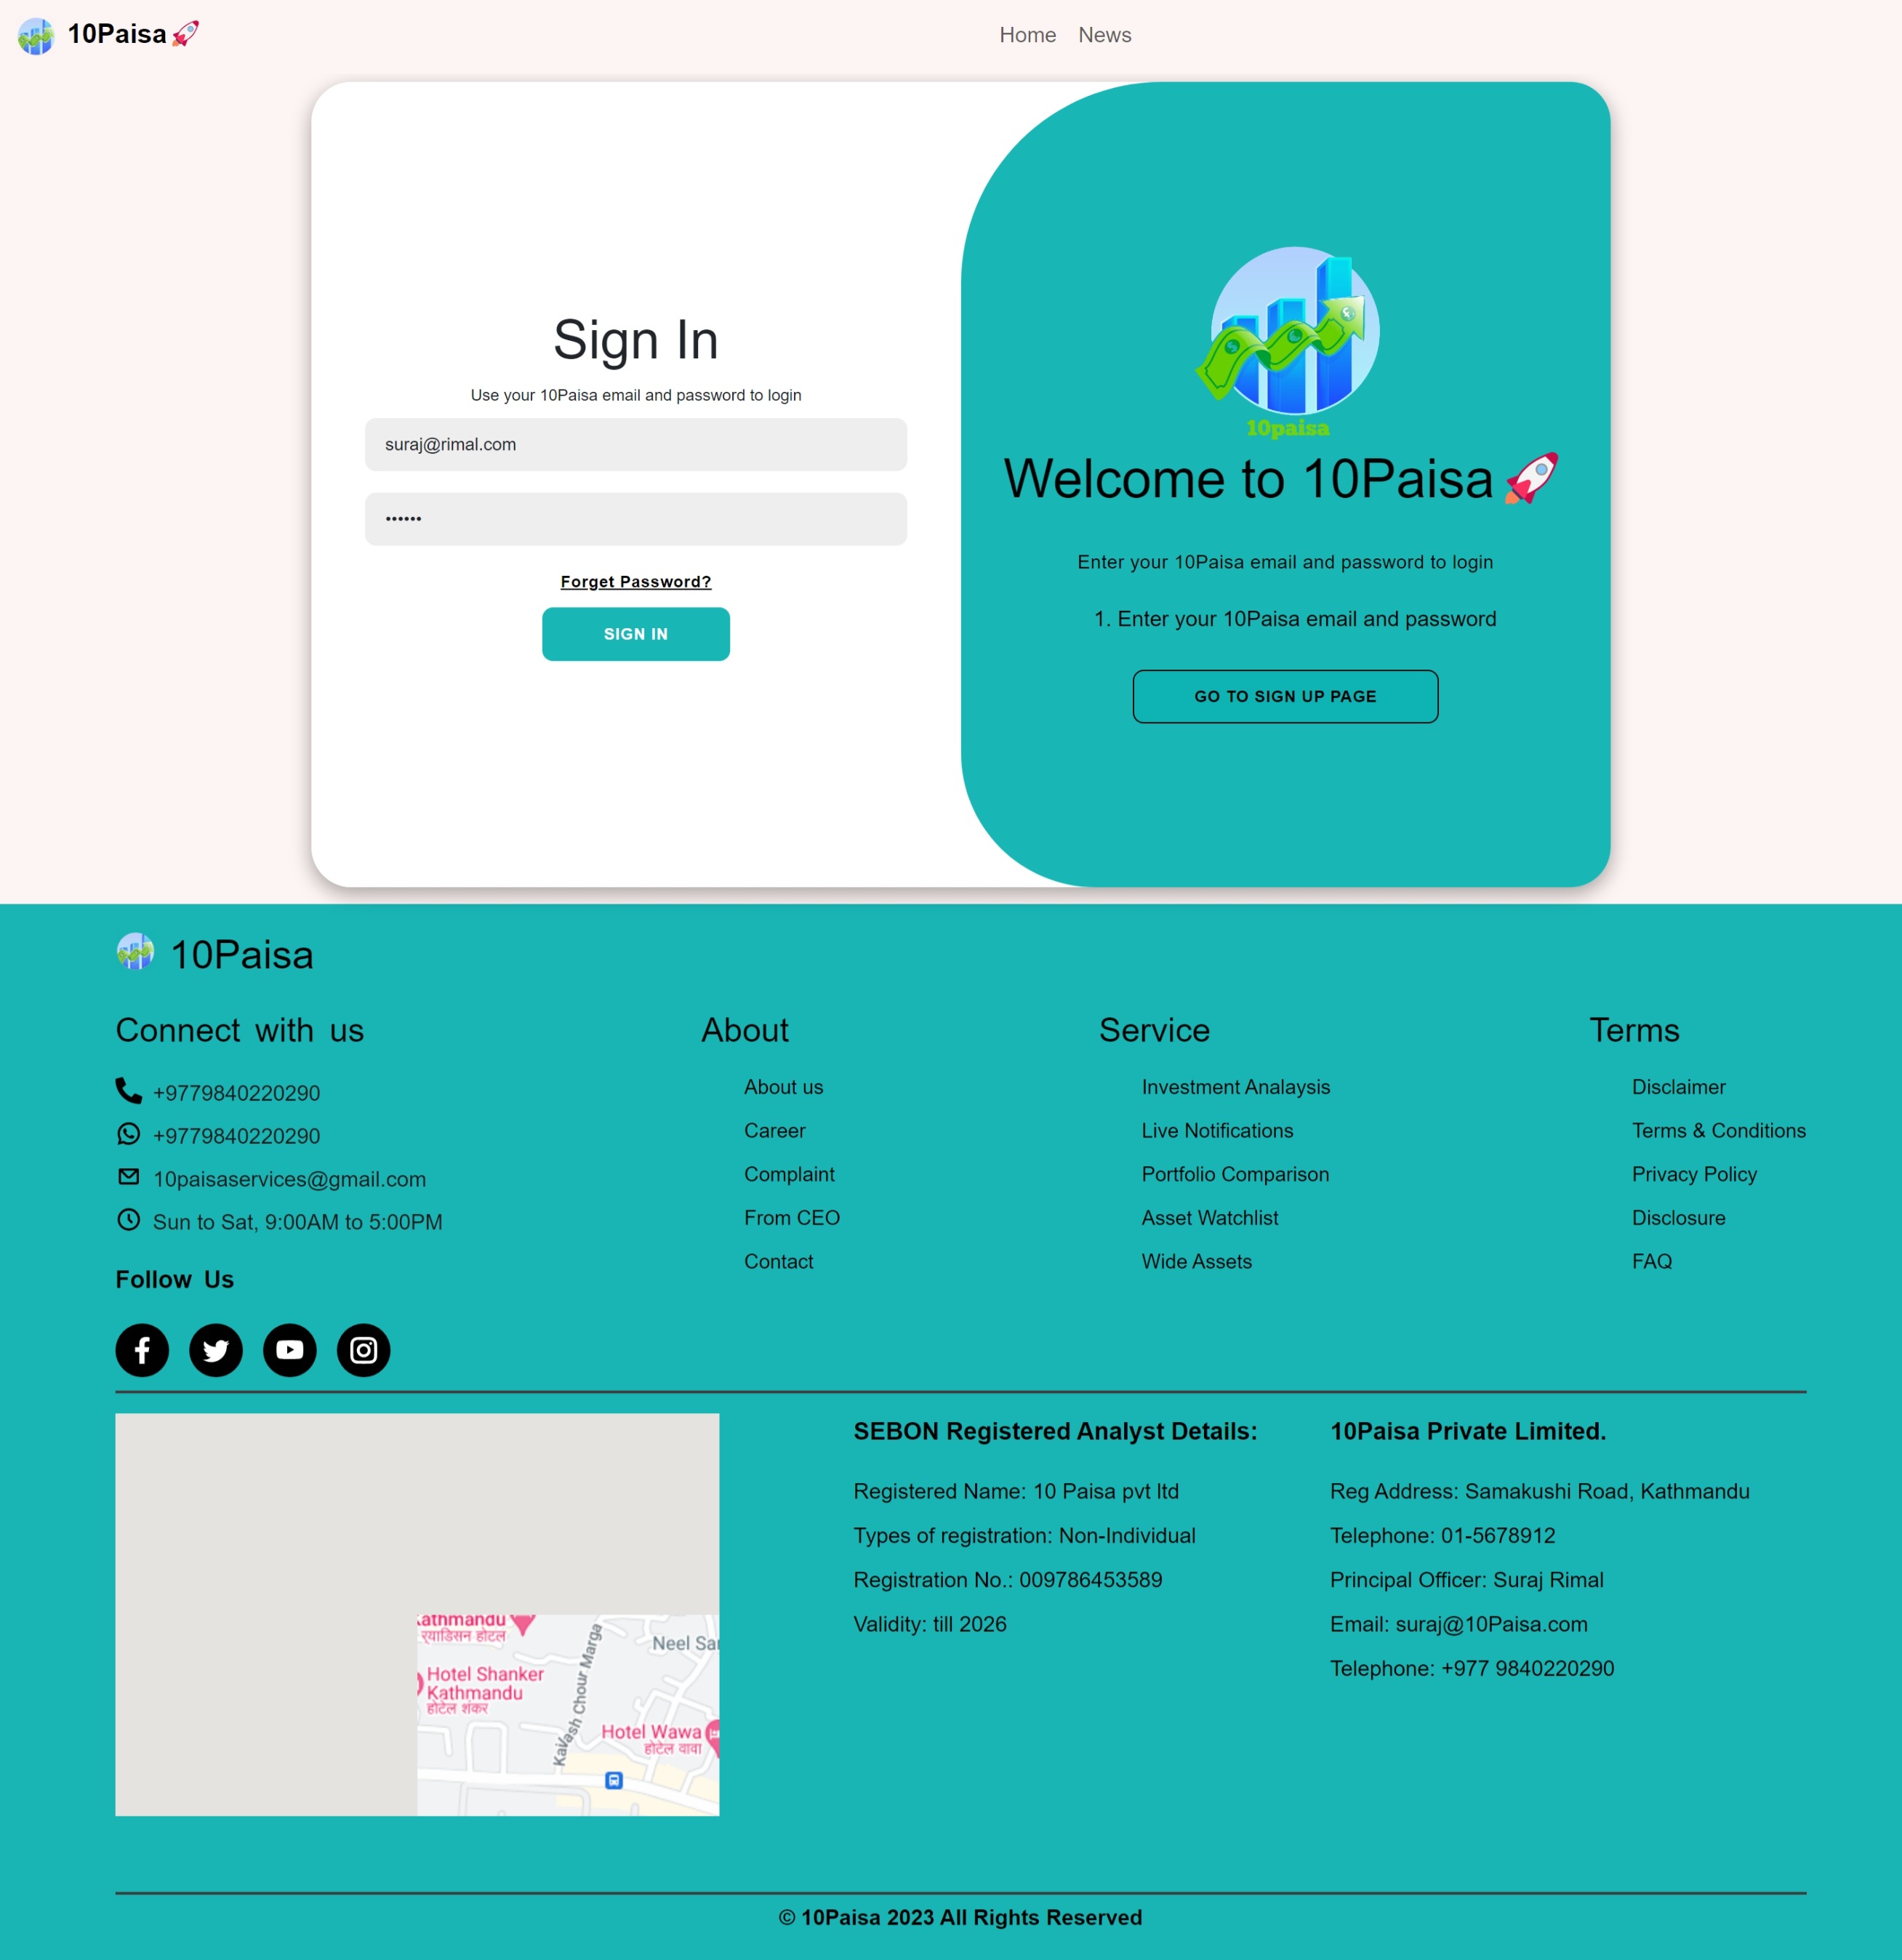 10Paisa🚀
Home News
Sign In
Use your 10Paisa email and password to login
suraj@rimal.com
••••••
Forget Password?
SIGN IN
10paisa
Welcome to 10Paisa🚀
Enter your 10Paisa email and password to login
1. Enter your 10Paisa email and password
GO TO SIGN UP PAGE
10Paisa
Connect with us
+9779840220290
+9779840220290
10paisaservices@gmail.com
Sun to Sat, 9:00AM to 5:00PM
Follow Us
About
About us
Career
Complaint
From CEO
Contact
Service
Investment Analaysis
Live Notifications
Portfolio Comparison
Asset Watchlist
Wide Assets
Terms
Disclaimer
Terms & Conditions
Privacy Policy
Disclosure
FAQ
Kathmandu
होटल
Neel
Hotel Shanker
Kathmandu
होटेल शंकर
Marga
Hotel Wawa
होटेल वावा
SEBON Registered Analyst Details:
Registered Name: 10 Paisa pvt ltd
Types of registration: Non-Individual
Registration No.: 009786453589
Validity: till 2026
10Paisa Private Limited.
Reg Address: Samakushi Road, Kathmandu
Telephone: 01-5678912
Principal Officer: Suraj Rimal
Email: suraj@10Paisa.com
Telephone: +977 9840220290
© 10Paisa 2023 All Rights Reserved